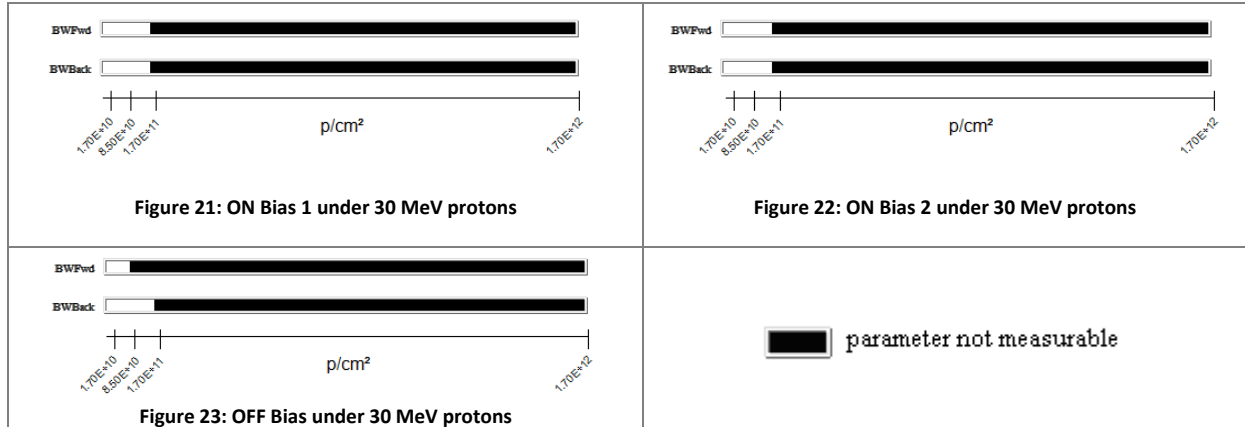 BWFwd
BWBack
1.70E+10
8.50E+10
1.70E+11
p/cm²
1.70E+12
Figure 21: ON Bias 1 under 30 MeV protons
BWFwd
BWBack
1.70E+10
8.50E+10
1.70E+11
p/cm²
1.70E+12
Figure 22: ON Bias 2 under 30 MeV protons
BWFwd
BWBack
1.70E+10
8.50E+10
1.70E+11
p/cm²
1.70E+12
Figure 23: OFF Bias under 30 MeV protons
parameter not measurable